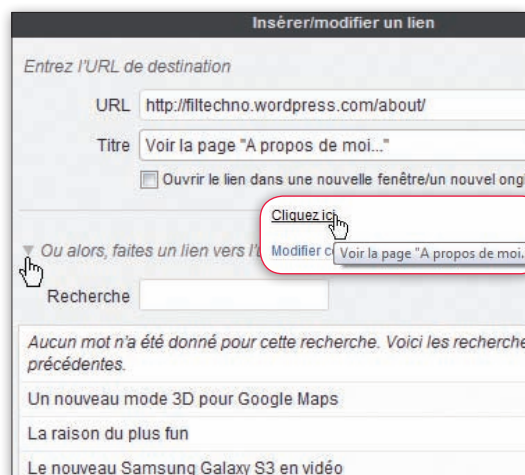 Insérer/modifier un lien
Entrez l'URL de destination
URL http://filtechno.wordpress.com/about/
Titre Voir la page "A propos de moi..."
Ouvrir le lien dans une nouvelle fenêtre/un nouvel ongl
Cliquez ici
Ou alors, faites un lien vers
Modifier
Voir la page "A propos de moi..
Recherche
Aucun mot n'a été donné pour cette recherche. Voici les recherche
précédentes.
Un nouveau mode 3D pour Google Maps
La raison du plus fun
Le nouveau Samsung Galaxy S3 en vidéo